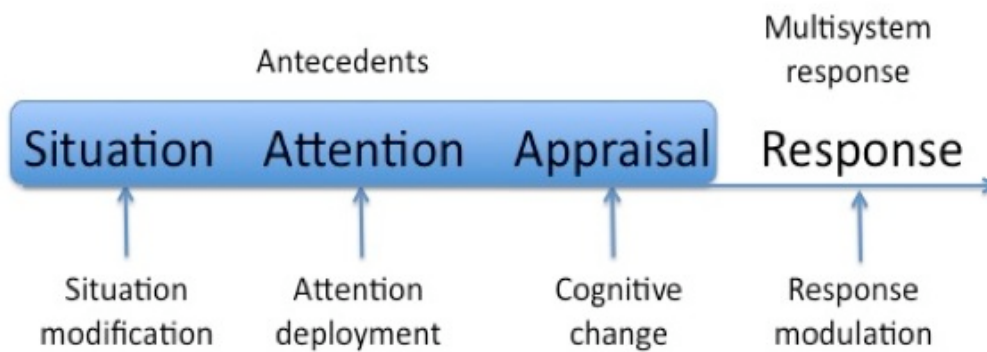 Antecedents
Multisystem
response
Situation Attention Appraisal Response
Situation
modification
Attention
deployment
Cognitive
change
Response
modulation